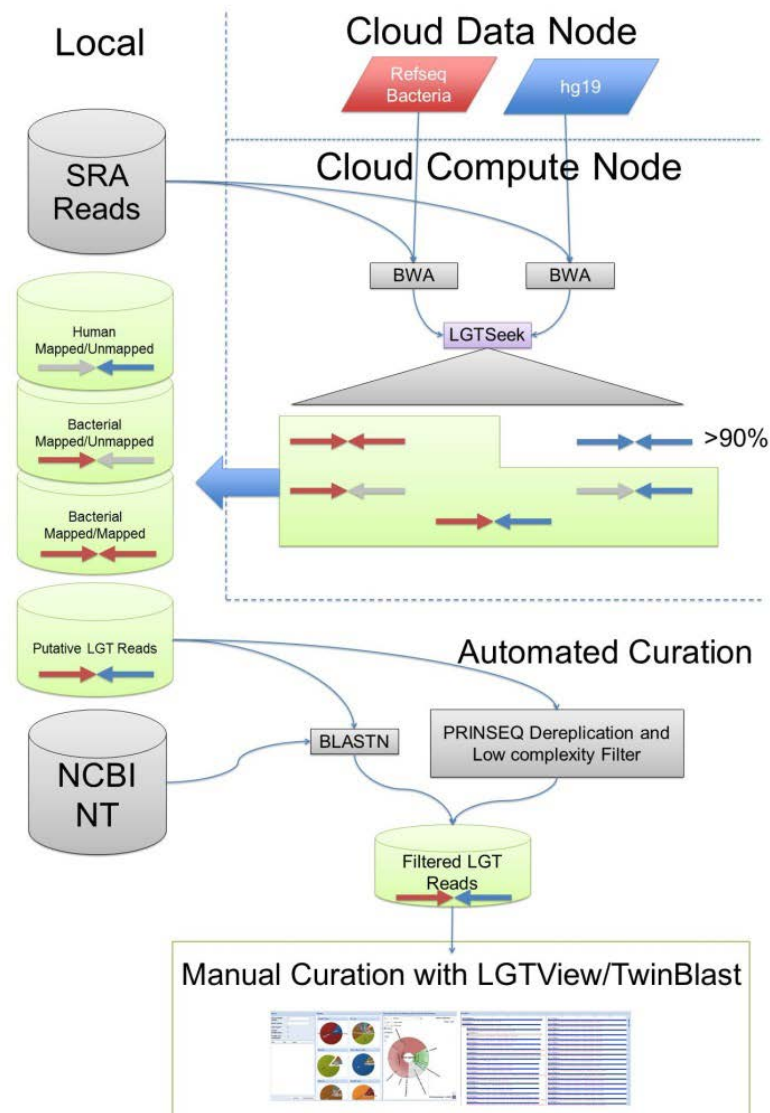 Local
Cloud Data Node
Refseq
Bacteria
hg19
Cloud Compute Node
SRA
Reads
BWA
BWA
LGTSeek
Human
Mapped/Unmapped
Bacterial
Mapped/Unmapped
Bacterial
Mapped/Mapped
>90%
Putative LGT Reads
Automated Curation
BLASTN
PRINSEQ Dereplication and
Low complexity Filter
NCBI
NT
Filtered LGT
Reads
Manual Curation with LGTView/TwinBlast